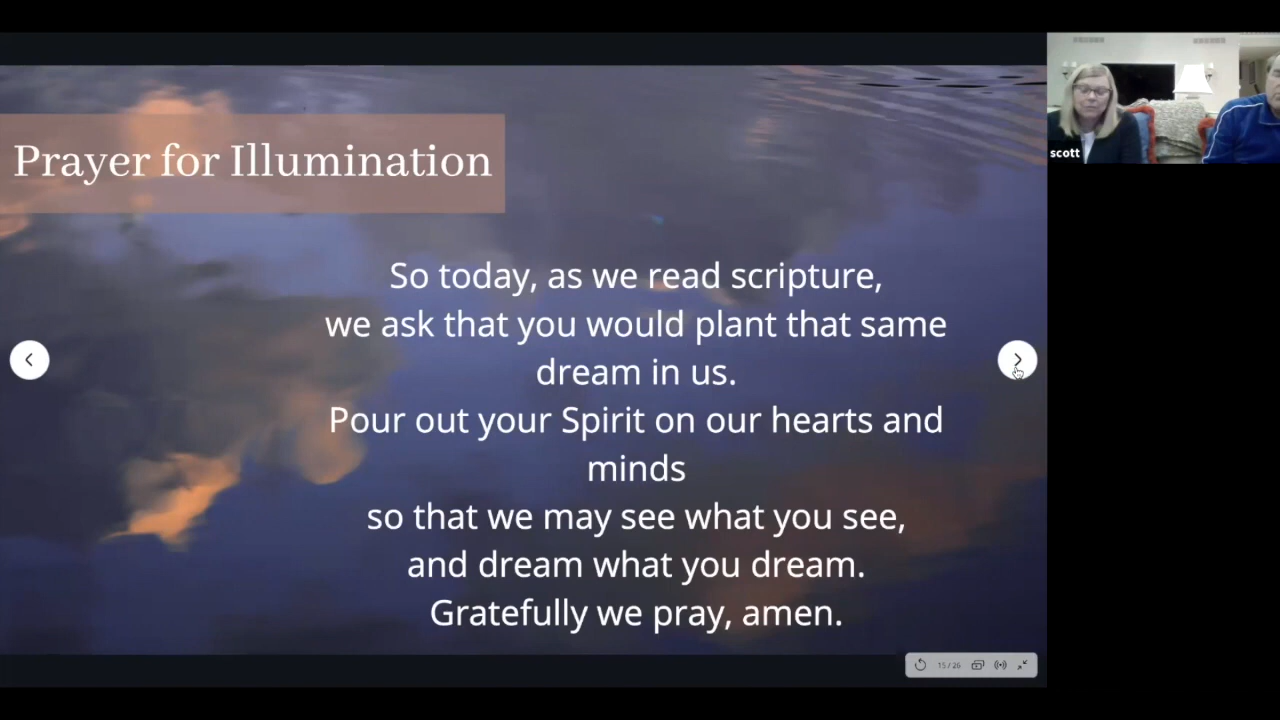 Prayer for Illumination
scott
So today, as we read scripture,
we ask that you would plant that same
dream in us.
Pour out your Spirit on our hearts and
minds
so that we may see what you see,
and dream what you dream.
Gratefully we pray, amen.
15 / 26